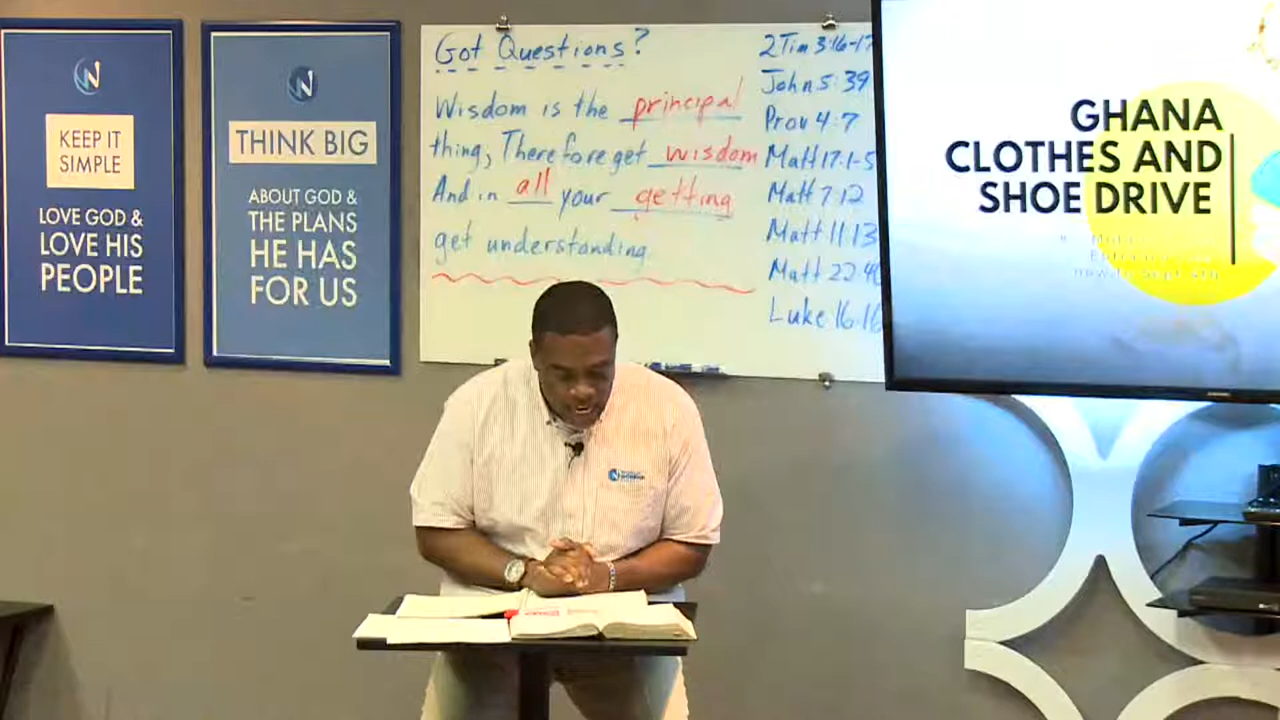 KEEP IT
SIMPLE
LOVE GOD &
LOVE HIS
PEOPLE
THINK BIG
ABOUT GOD &
THE PLANS
HE HAS
FOR US
Got Questions?
Wisdom is the principal
thing; Therefore get wisdom
And in all your getting
get understanding
2 Tim 3:16-17
John 5:39
Prov 4:7
Matt 17:1-5
Matt 7:12
Matt 11:13
Matt 22:4
Luke 16:16
GHANA
CLOTHES AND
SHOE DRIVE